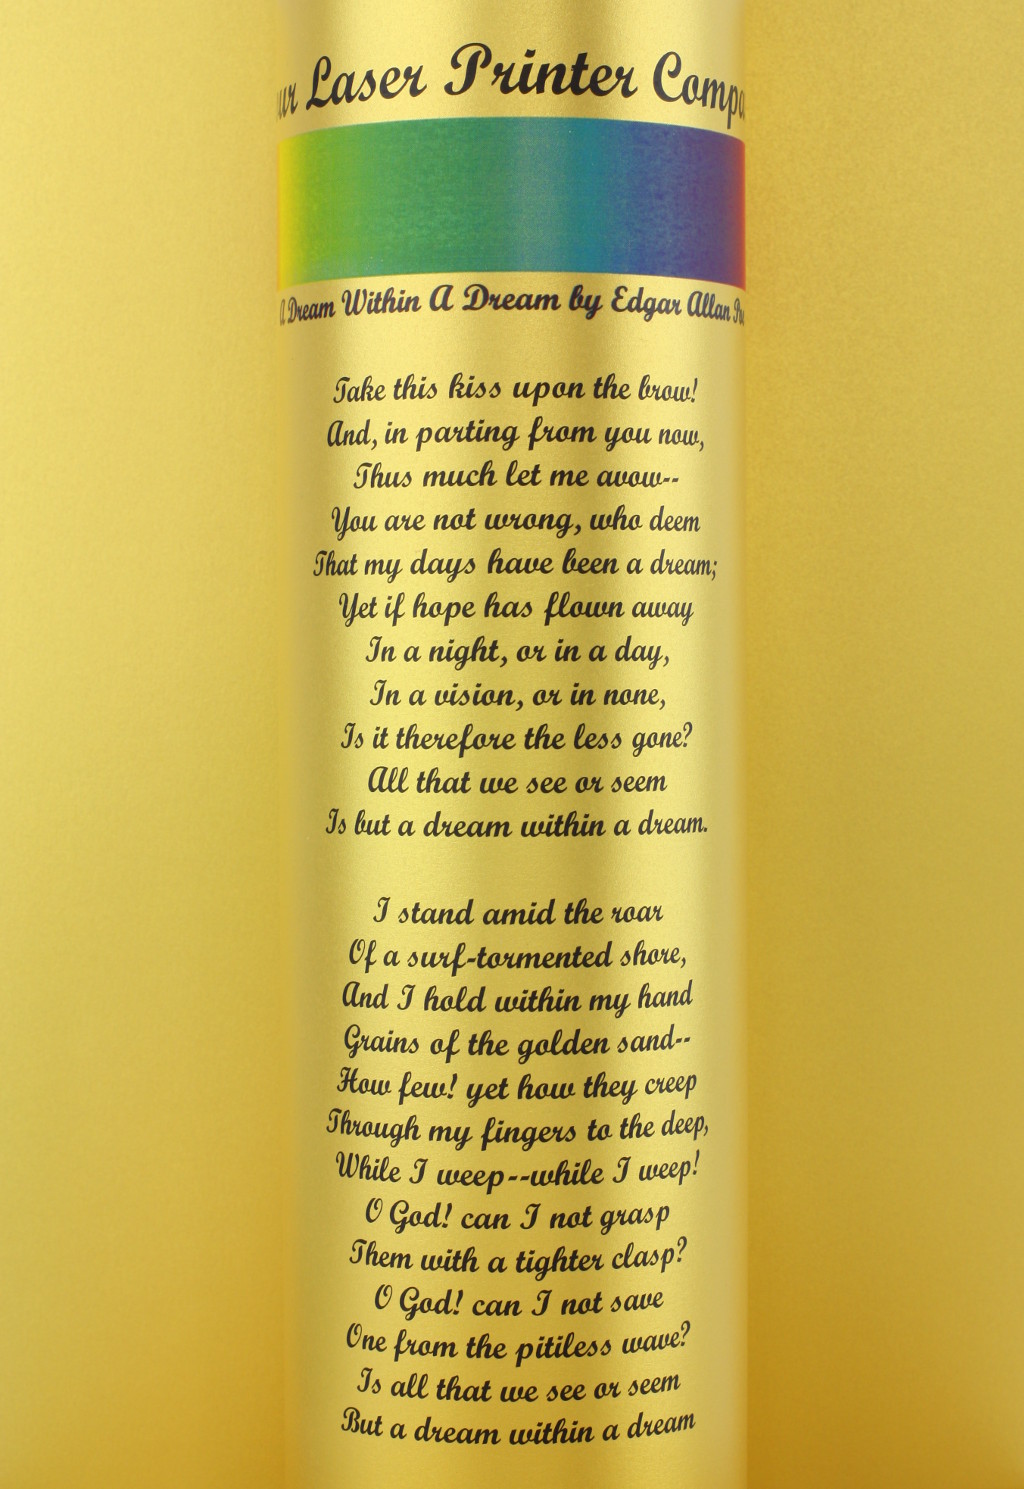 Laser Printer
A Dream Within A Dream by Edgar Allan Poe
Take this kiss upon the brow!
And, in parting from you now,
Thus much let me avow--
You are not wrong, who deem
That my days have been a dream;
Yet if hope has flown away
In a night, or in a day,
In a vision, or in none,
Is it therefore the less gone?
All that we see or seem
Is but a dream within a dream.
I stand amid the roar
Of a surf-tormented shore,
And I hold within my hand
Grains of the golden sand--
How few! yet how they creep
Through my fingers to the deep,
While I weep--while I weep!
O God! can I not grasp
Them with a tighter clasp?
O God! can I not save
One from the pitiless wave?
Is all that we see or seem
But a dream within a dream